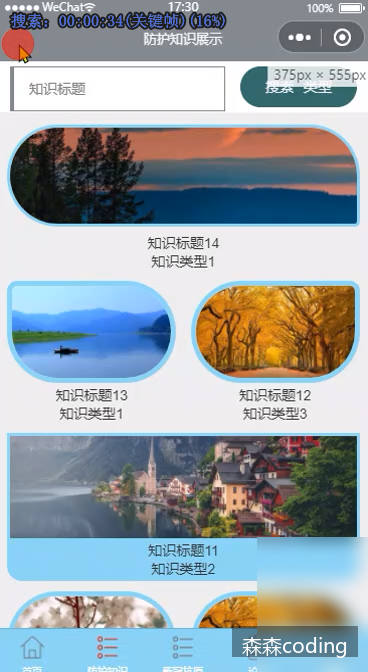 WeChat 17:30 100%
搜索: 00:00:34(关键帧)(16%)
防护知识展示
375px × 555px
搜索标题 搜索 类型
知识标题14
知识类型1
知识标题13 知识标题12
知识类型1 知识类型3
知识标题11
知识类型2
森森coding
首页 防护知识